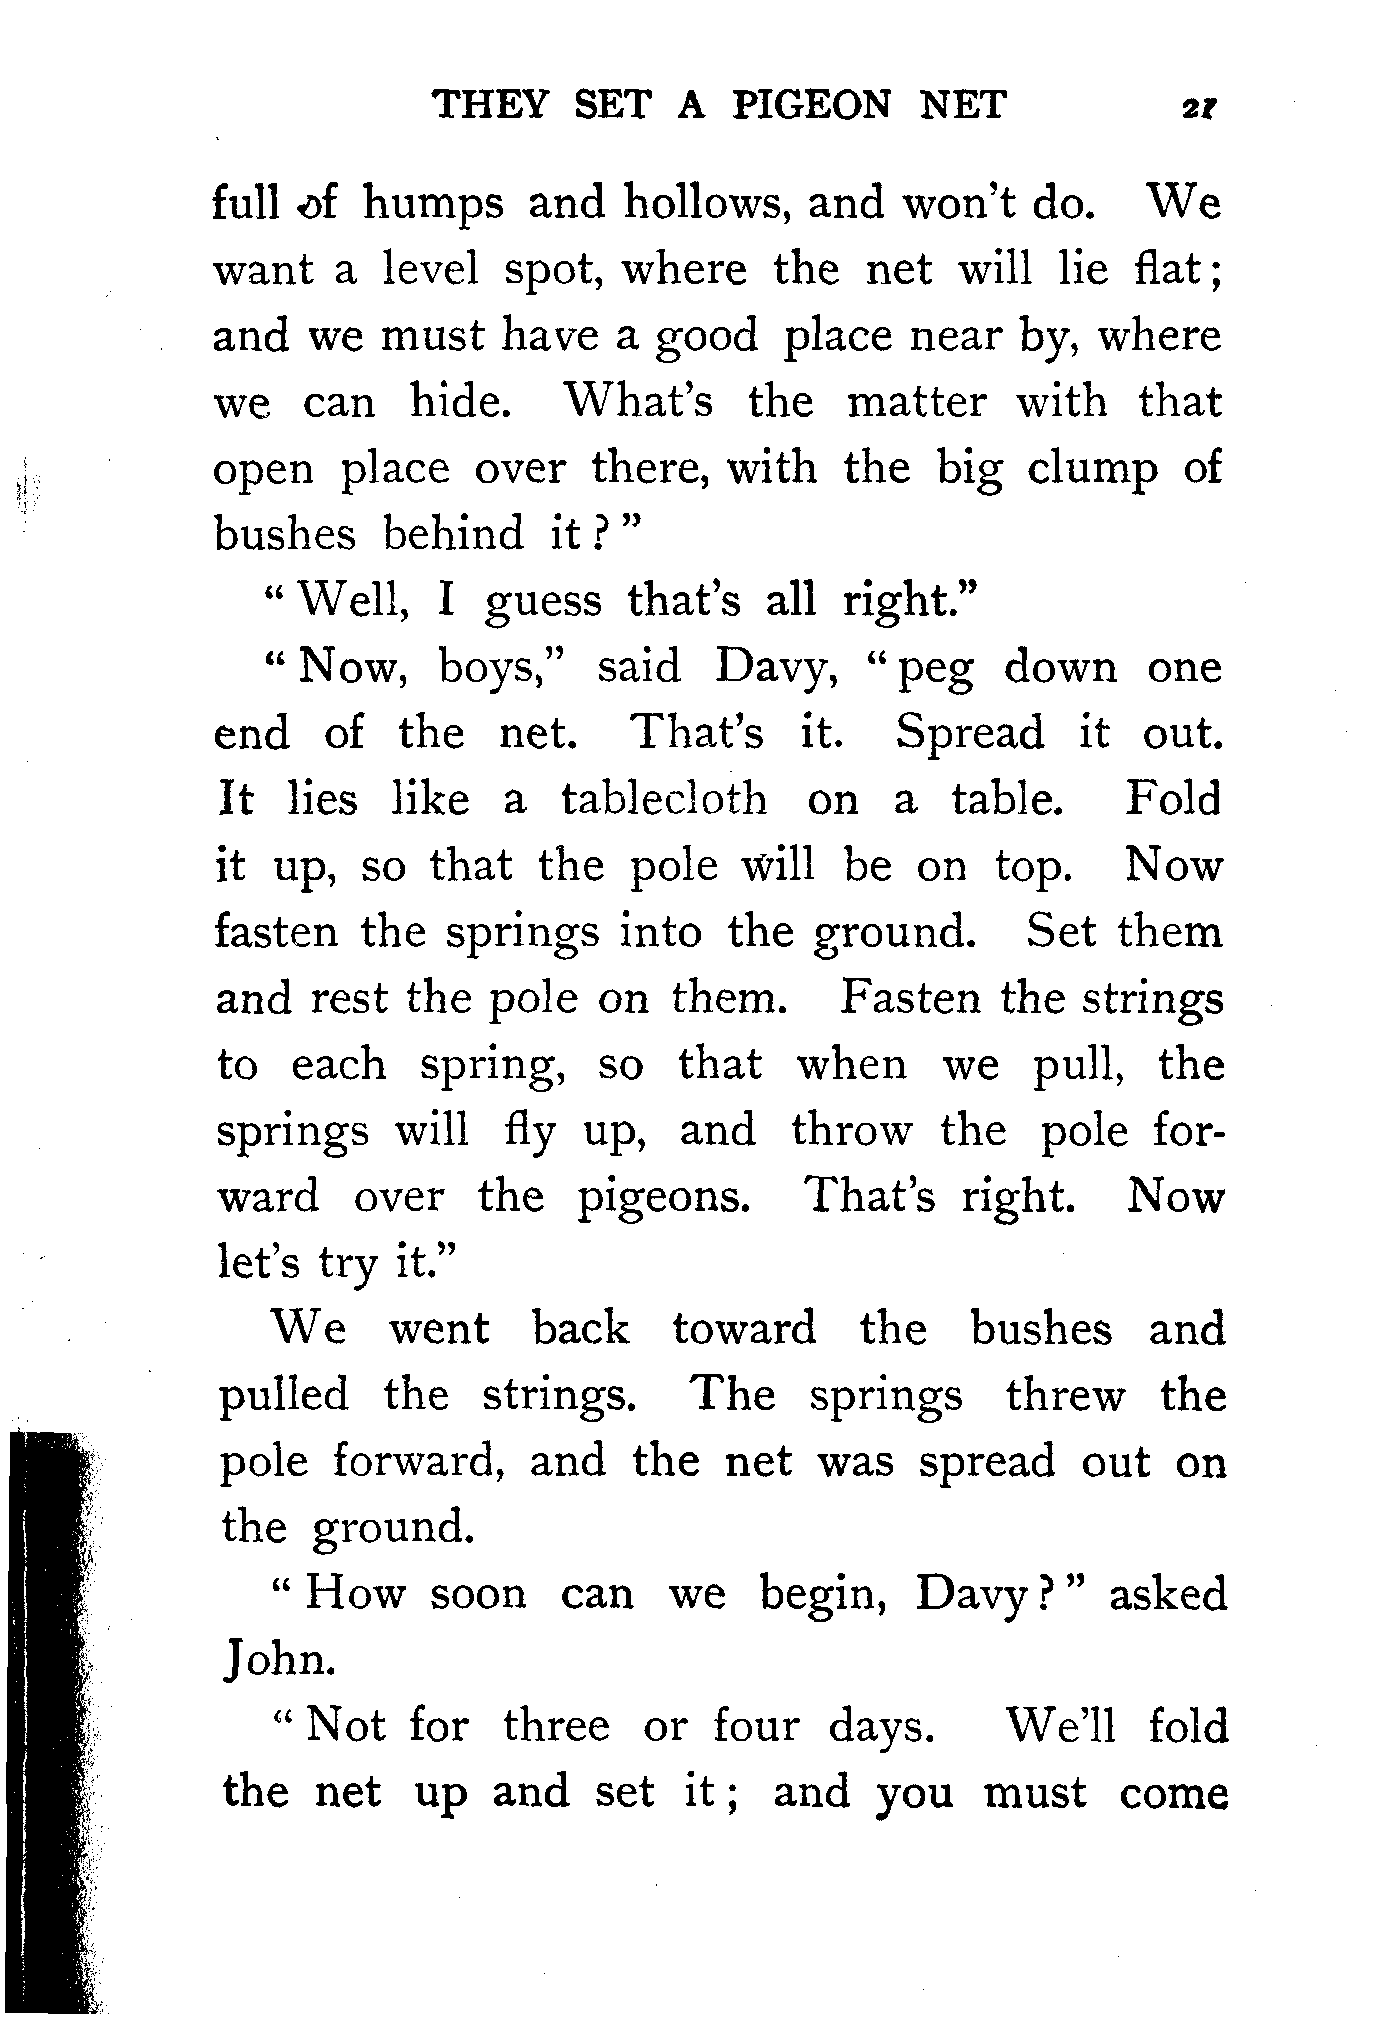 THEY SET A PIGEON NET 21
full of humps and hollows, and won't do. We
want a level spot, where the net will lie flat;
and we must have a good place near by, where
we can hide. What's the matter with that
open place over there, with the big clump of
bushes behind it?"
"Well, I guess that's all right."
"Now, boys," said Davy, "peg down one
end of the net. That's it. Spread it out.
It lies like a tablecloth on a table. Fold
it up, so that the pole will be on top. Now
fasten the springs into the ground. Set them
and rest the pole on them. Fasten the strings
to each spring, so that when we pull, the
springs will fly up, and throw the pole for-
ward over the pigeons. That's right. Now
let's try it."
We went back toward the bushes and
pulled the strings. The springs threw the
pole forward, and the net was spread out on
the ground.
"How soon can we begin, Davy?" asked
John.
"Not for three or four days. We'll fold
the net up and set it; and you must come